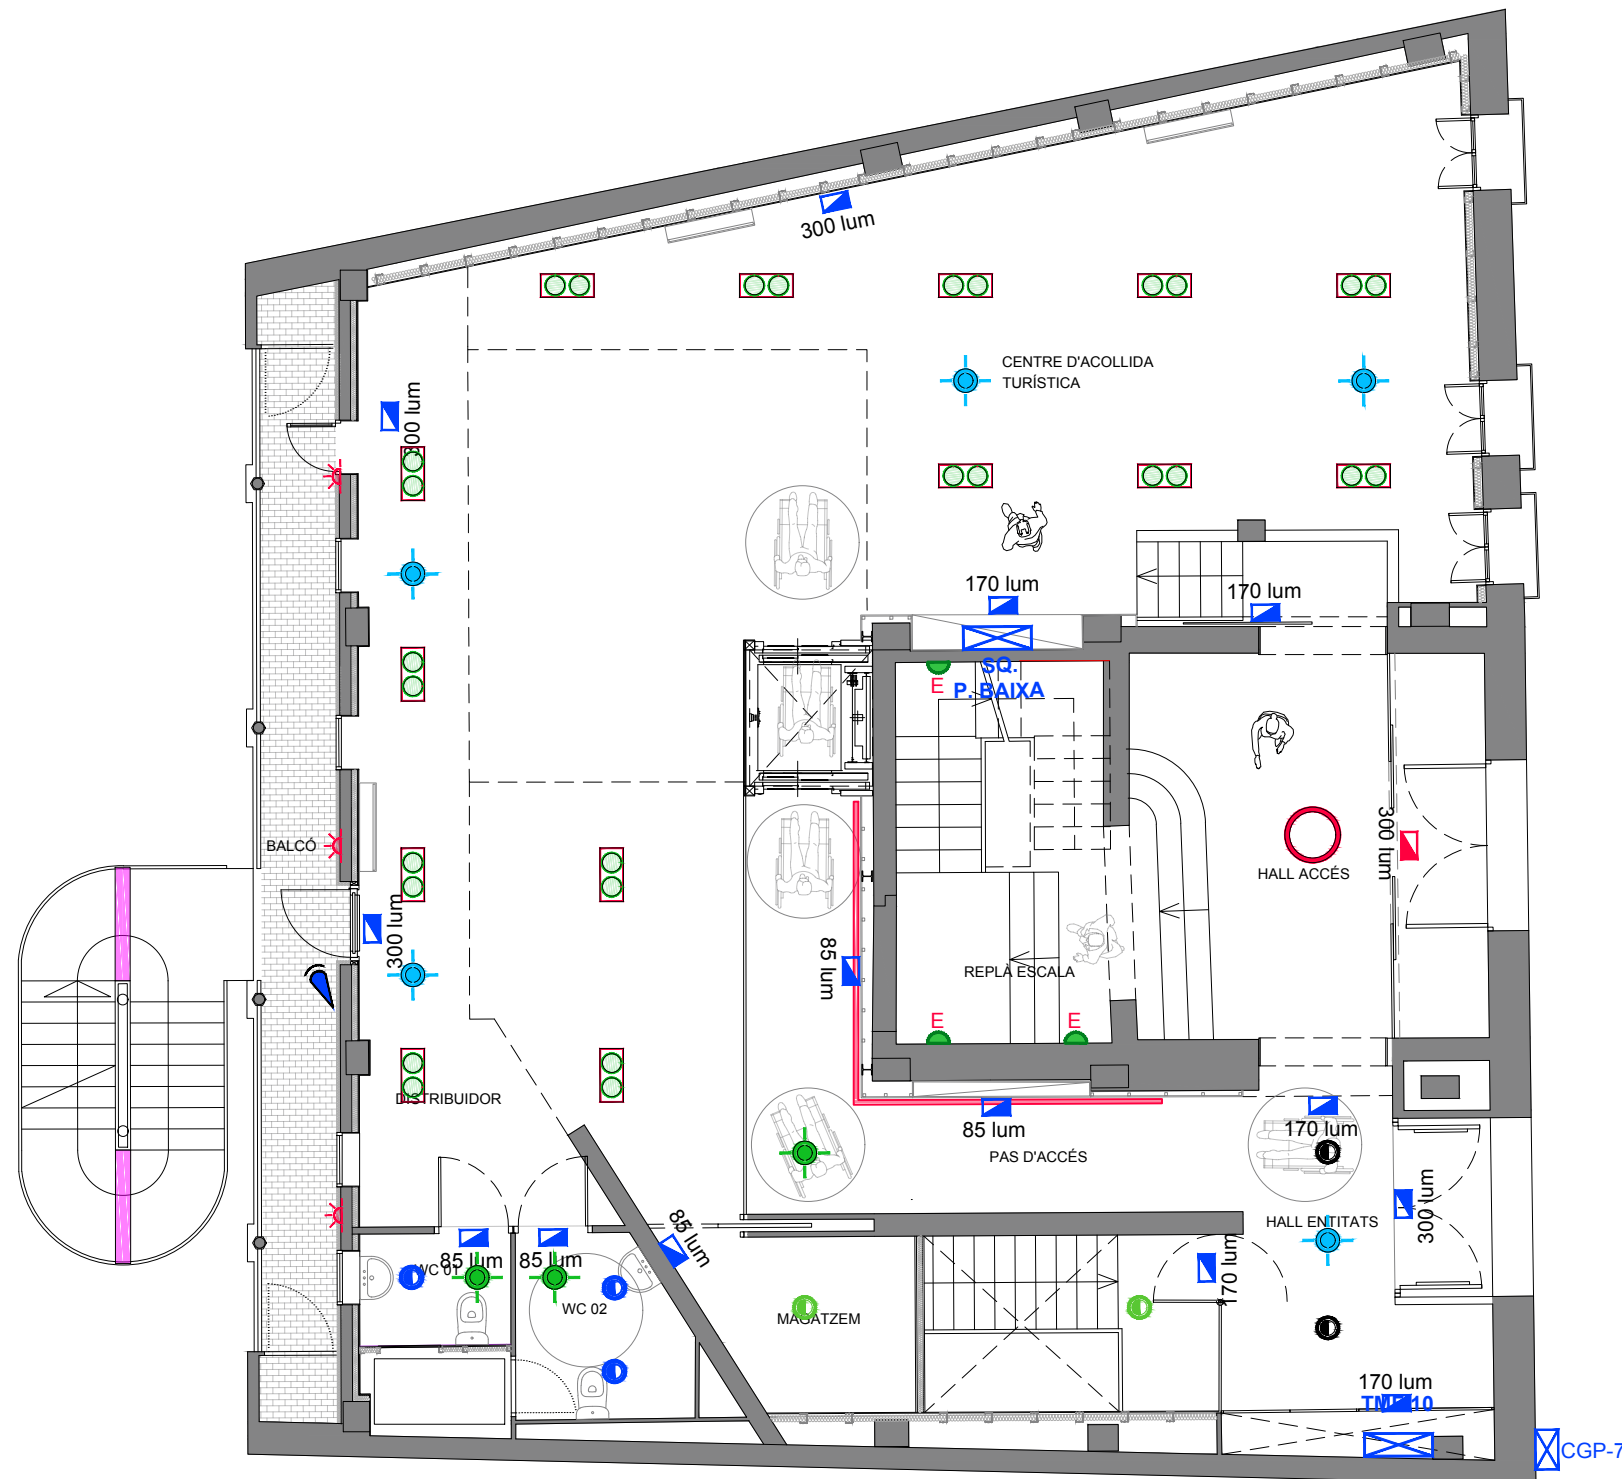 300 lum
CENTRE D'ACOLLIDA
TURÍSTICA
300 lum
170 lum
170 lum
SQ.
P. BAIXA
E
BALCÓ
300 lum
HALL ACCÉS
300 lum
85 lum
REPLÀ ESCALA
E
E
DISTRIBUIDOR
85 lum
170 lum
PAS D'ACCÉS
300 lum
HALL ENTITATS
85 lum
85 lum
85 lum
170 lum
WC 01
WC 02
MAGATZEM
170 lum
CGP-7